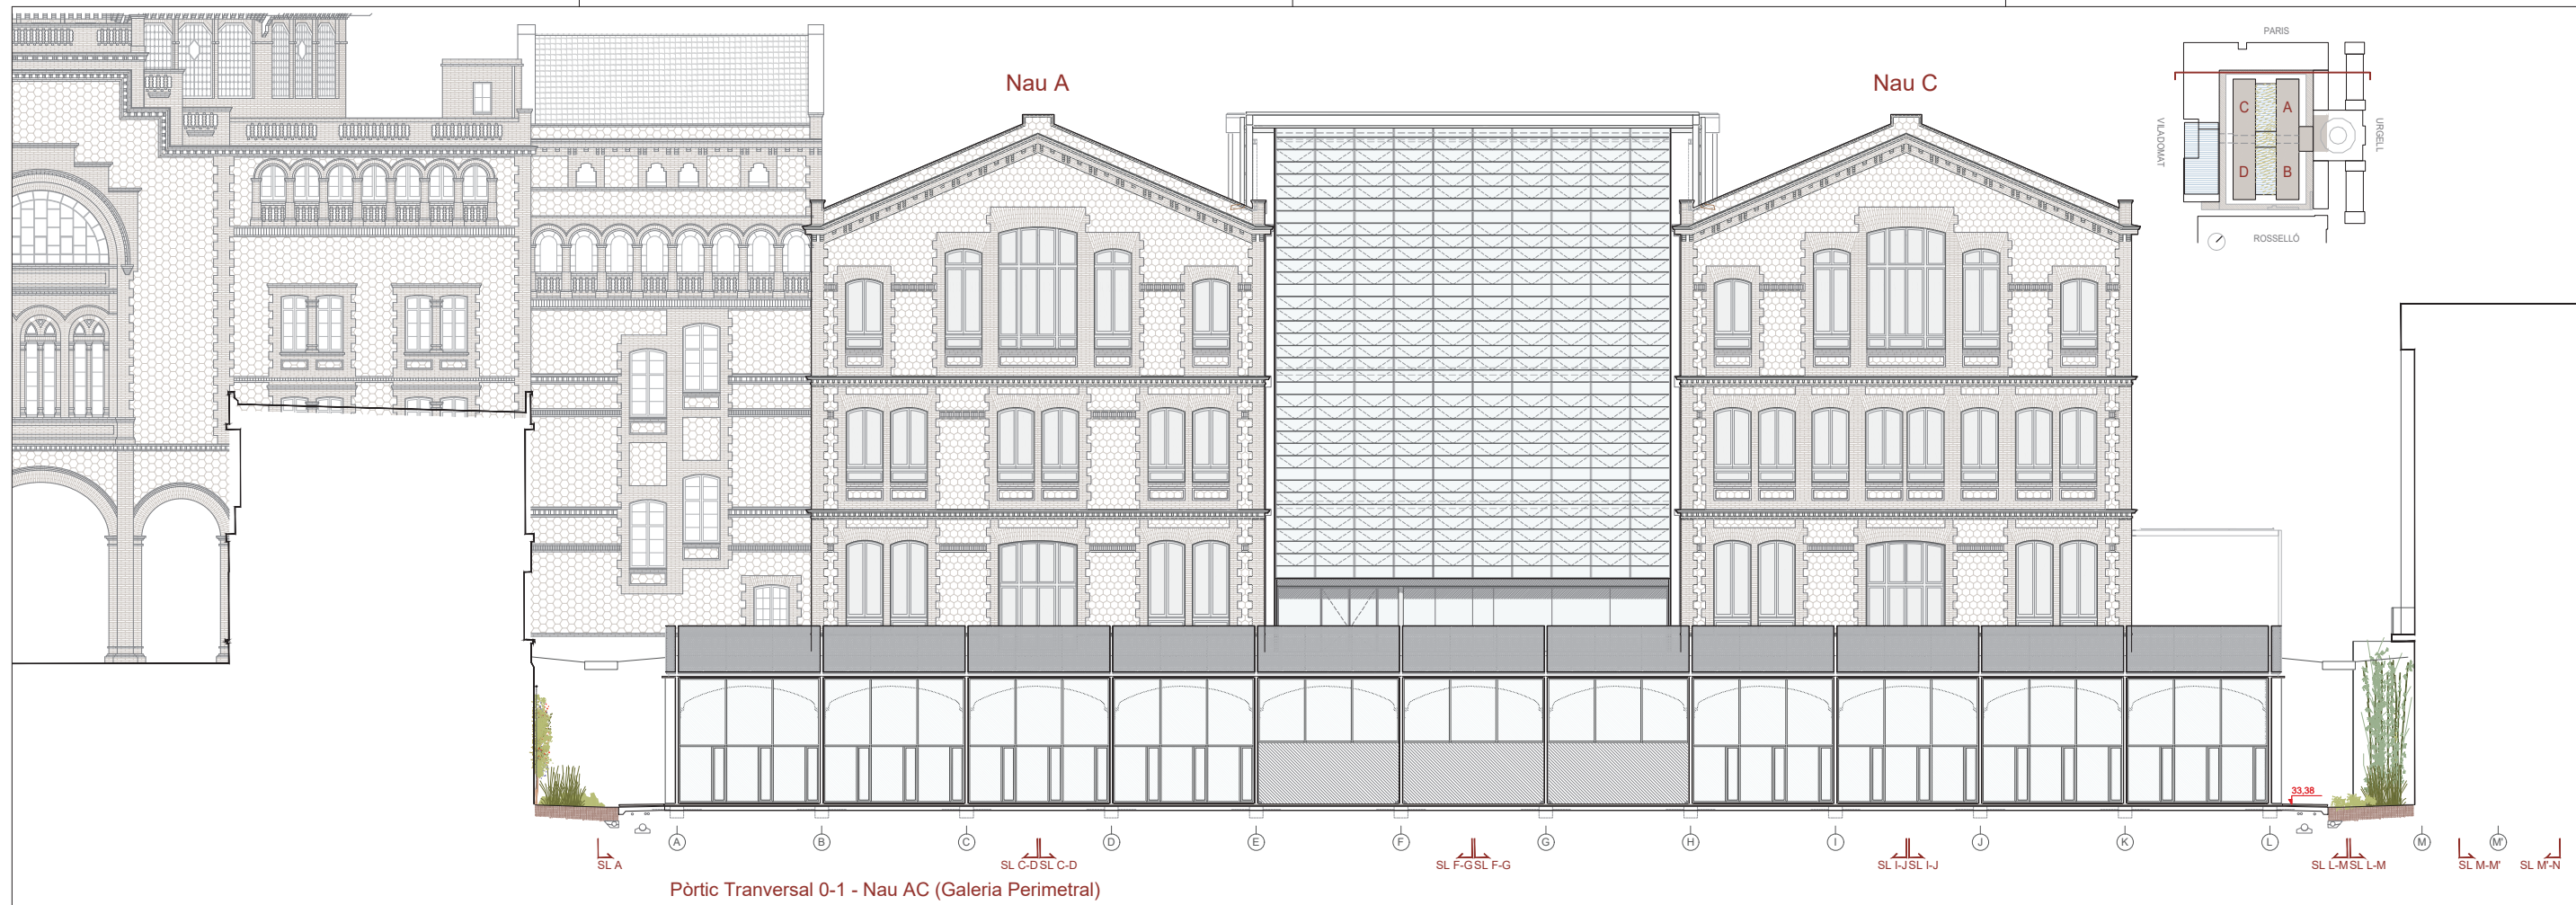 PARIS
Nau A
Nau C
C
A
VILADOMAT
URGELL
D
B
ROSSELLÓ
33,38
A
B
C
D
E
F
G
H
I
J
K
L
M
M'
SL A
SL C-D SL C-D
SL F-G SL F-G
SL I-J SL I-J
SL L-M SL L-M
SL M-M'
SL M'-N
Pòrtic Tranversal 0-1 - Nau AC (Galeria Perimetral)